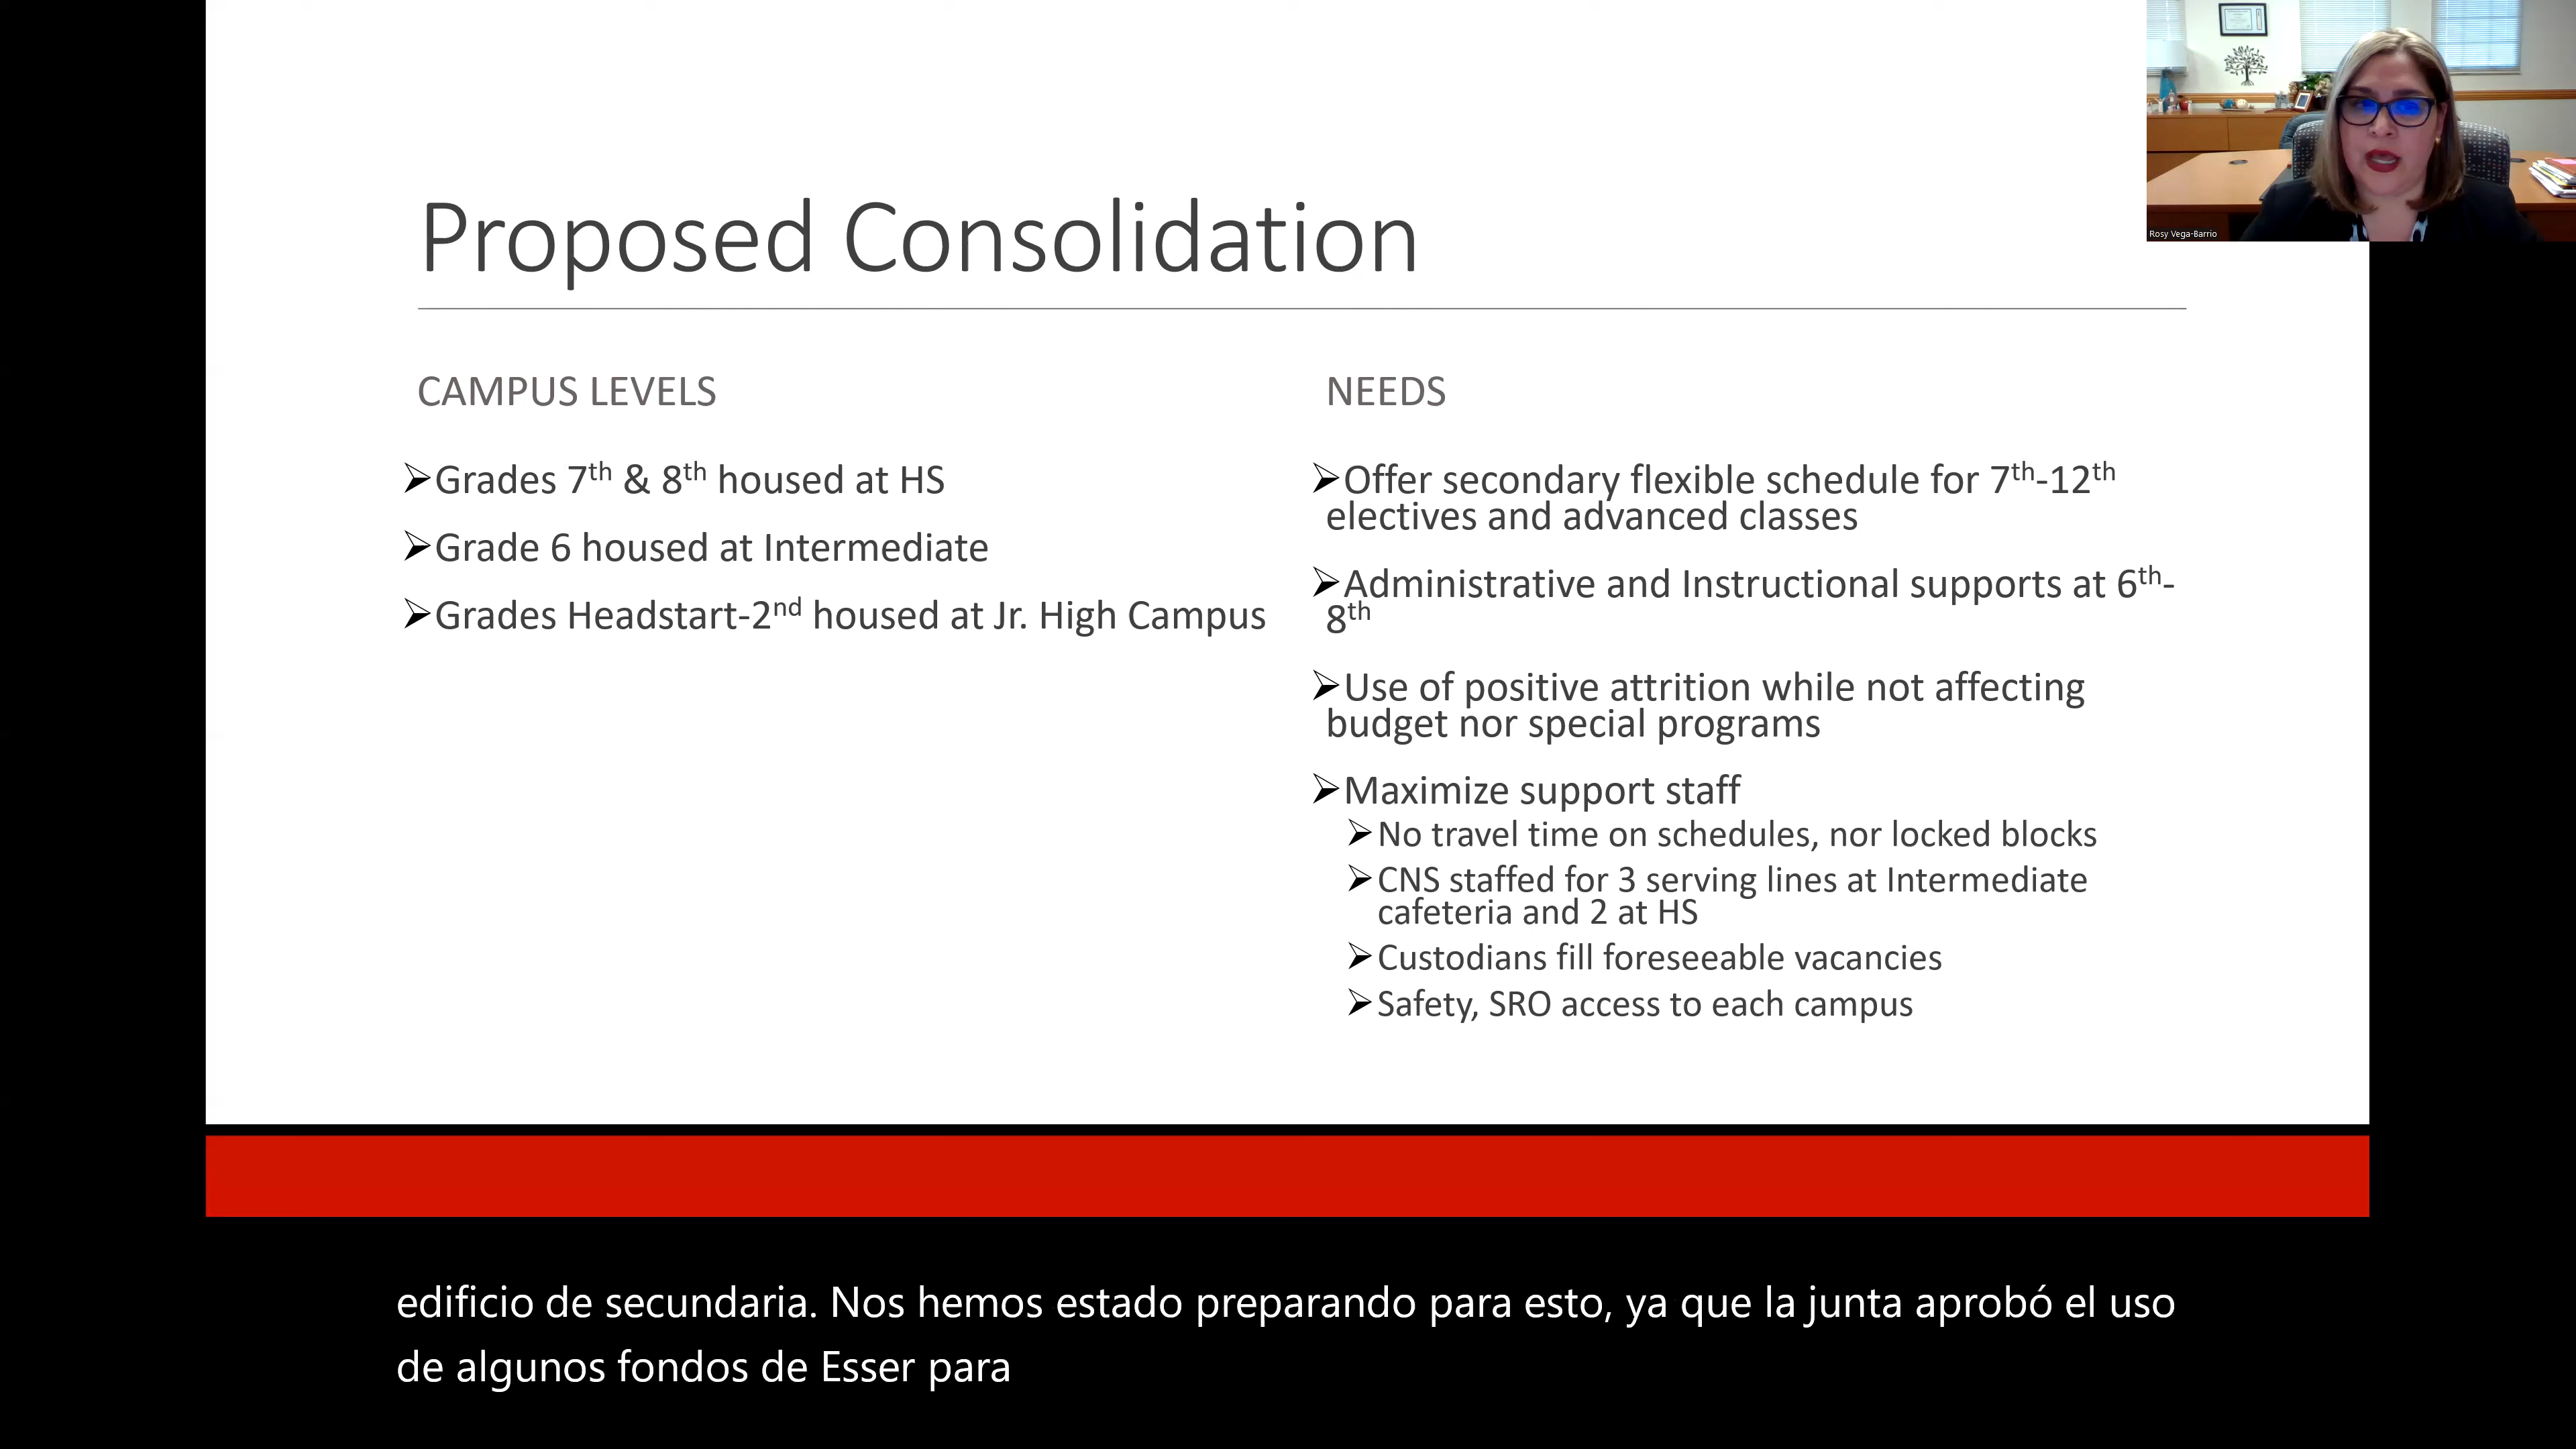 Proposed Consolidation
CAMPUS LEVELS
➢Grades 7th & 8th housed at HS
➢Grade 6 housed at Intermediate
➢Grades Headstart-2nd housed at Jr. High Campus
NEEDS
➢Offer secondary flexible schedule for 7th-12th
electives and advanced classes
➢Administrative and Instructional supports at 6th-
8th
➢Use of positive attrition while not affecting
budget nor special programs
➢Maximize support staff
➢No travel time on schedules, nor locked blocks
➢CNS staffed for 3 serving lines at Intermediate
cafeteria and 2 at HS
➢Custodians fill foreseeable vacancies
➢Safety, SRO access to each campus
Rosy Vega-Barrio
edificio de secundaria. Nos hemos estado preparando para esto, ya que la junta aprobó el uso
de algunos fondos de Esser para